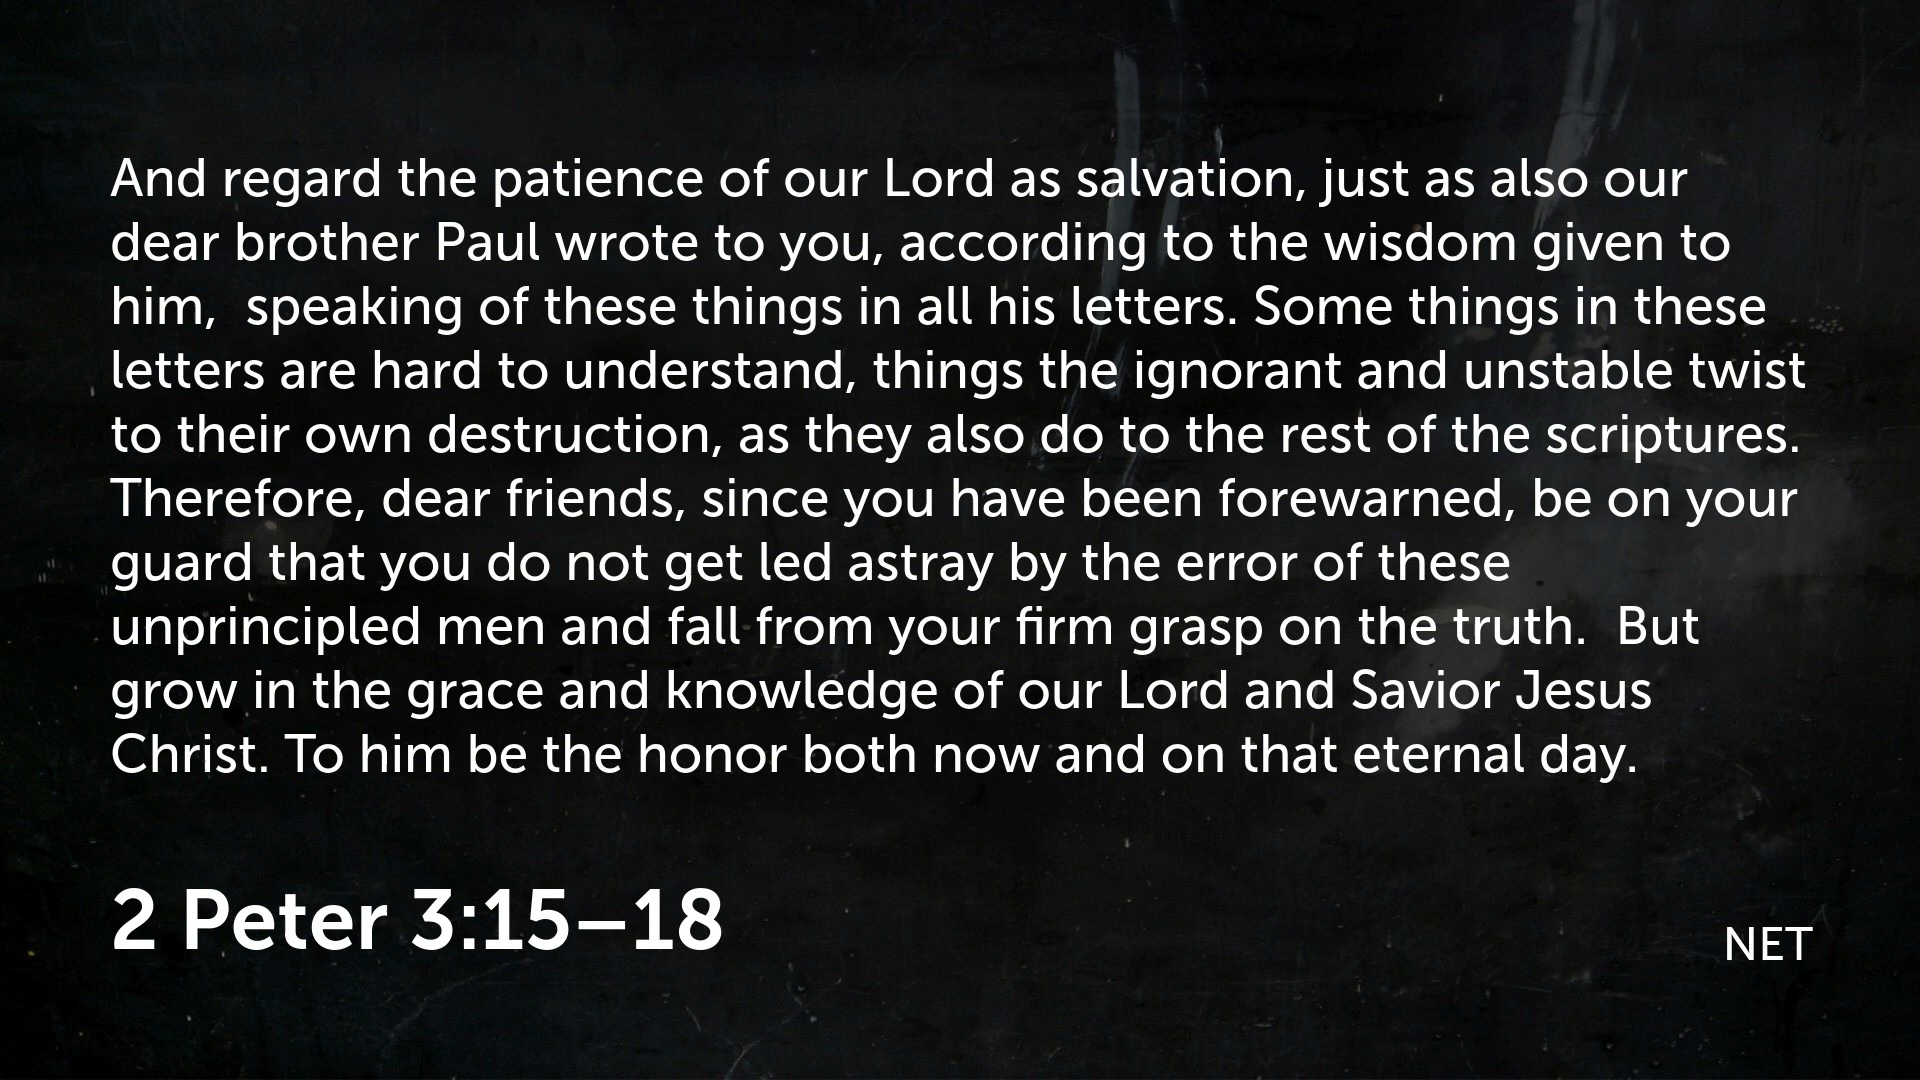 And regard the patience of our Lord as salvation, just as also our
dear brother Paul wrote to you, according to the wisdom given to
him,  speaking of these things in all his letters. Some things in these
letters are hard to understand, things the ignorant and unstable twist
to their own destruction, as they also do to the rest of the scriptures.
Therefore, dear friends, since you have been forewarned, be on your
guard that you do not get led astray by the error of these
unprincipled men and fall from your firm grasp on the truth.  But
grow in the grace and knowledge of our Lord and Savior Jesus
Christ. To him be the honor both now and on that eternal day.
2 Peter 3:15–18
NET